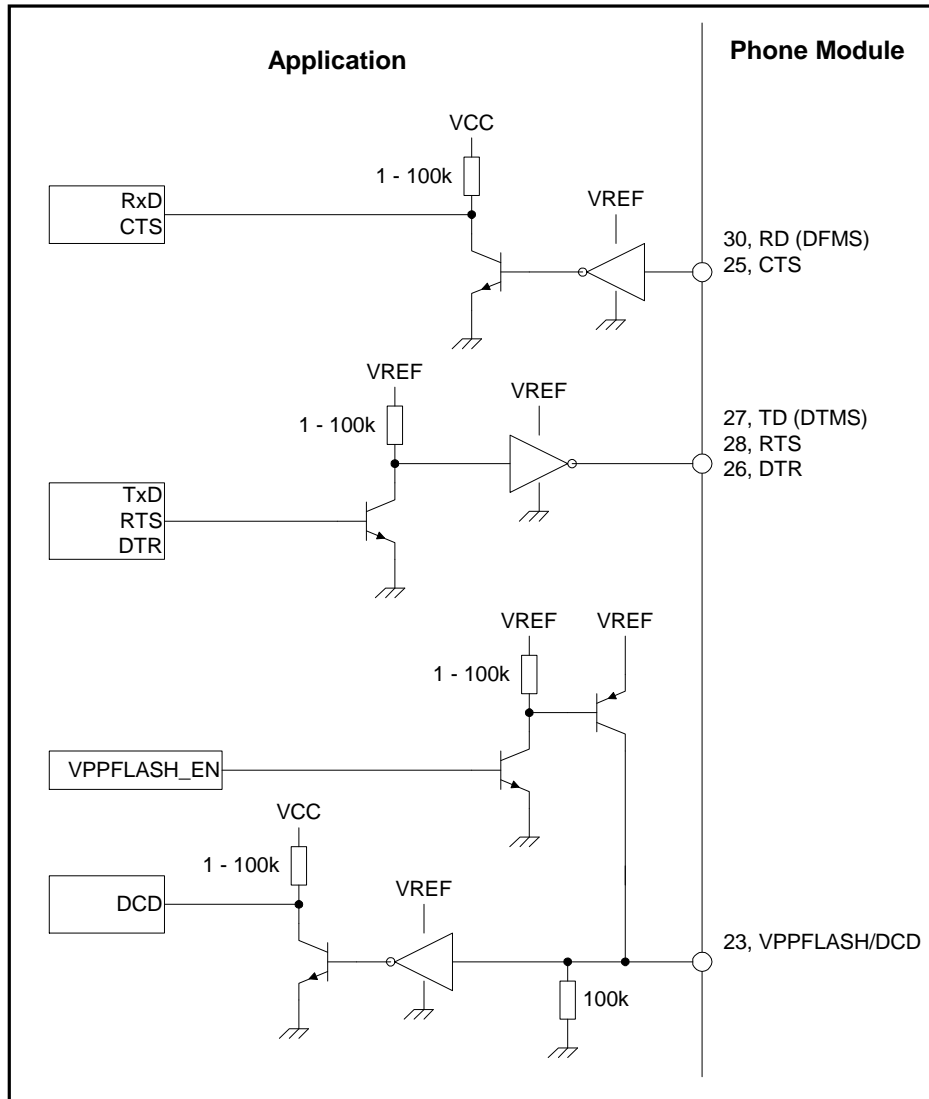 Application
Phone Module
VCC
1 - 100k
RxD
CTS
VREF
30, RD (DFMS)
25, CTS
VREF
1 - 100k
VREF
27, TD (DTMS)
28, RTS
26, DTR
TxD
RTS
DTR
VREF
VREF
1 - 100k
VPPFLASH_EN
VCC
1 - 100k
VREF
DCD
23, VPPFLASH/DCD
100k